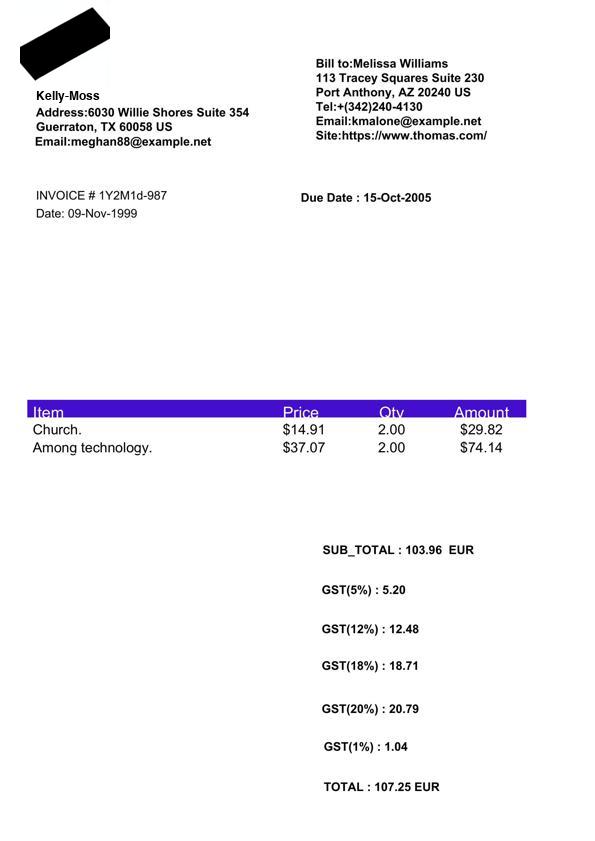 Kelly-Moss
Address:6030 Willie Shores Suite 354
Guerraton, TX 60058 US
Email:meghan88@example.net
Bill to:Melissa Williams
113 Tracey Squares Suite 230
Port Anthony, AZ 20240 US
Tel:+(342)240-4130
Email:kmalone@example.net
Site:https://www.thomas.com/
INVOICE # 1Y2M1d-987
Date: 09-Nov-1999
Due Date : 15-Oct-2005
Item Price Qty Amount
Church. $14.91 2.00 $29.82
Among technology. $37.07 2.00 $74.14
SUB_TOTAL : 103.96  EUR
GST(5%) : 5.20
GST(12%) : 12.48
GST(18%) : 18.71
GST(20%) : 20.79
GST(1%) : 1.04
TOTAL : 107.25 EUR